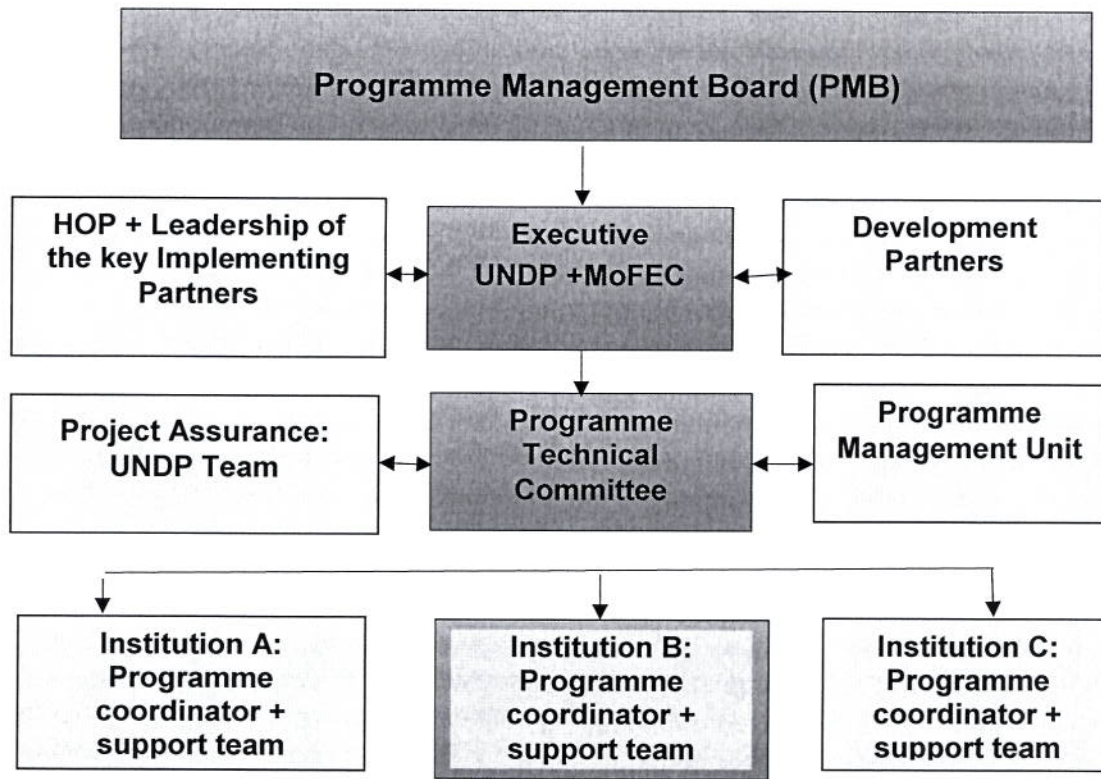 Programme Management Board (PMB)
HOP + Leadership of
the key Implementing
Partners
Executive
UNDP +MoFEC
Development
Partners
Project Assurance:
UNDP Team
Programme
Technical
Committee
Programme
Management Unit
Institution A:
Programme
coordinator +
support team
Institution B:
Programme
coordinator +
support team
Institution C:
Programme
coordinator +
support team